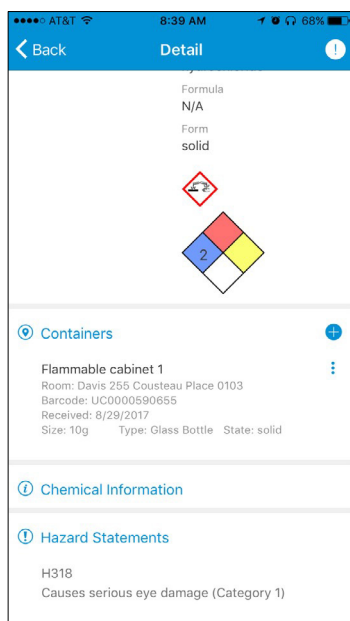 AT&T 8:39 AM 68%
Back Detail !
Formula
N/A
Form
solid
2
Containers
Flammable cabinet 1
Room: Davis 255 Cousteau Place 0103
Barcode: UC0000590655
Received: 8/29/2017
Size: 10g Type: Glass Bottle State: solid
Chemical Information
Hazard Statements
H318
Causes serious eye damage (Category 1)